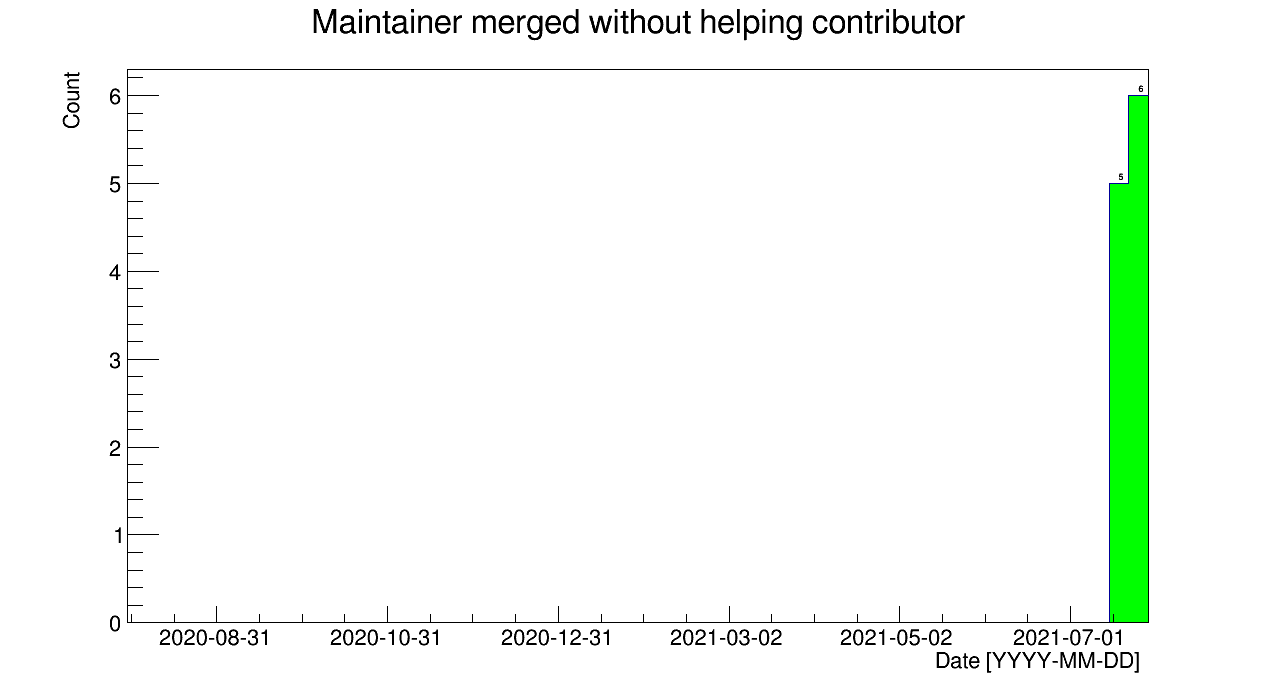 Maintainer merged without helping contributor
Count
6
5
4
3
2
1
0
6
5
2020-08-31 2020-10-31 2020-12-31 2021-03-02 2021-05-02 2021-07-01
Date [YYYY-MM-DD]